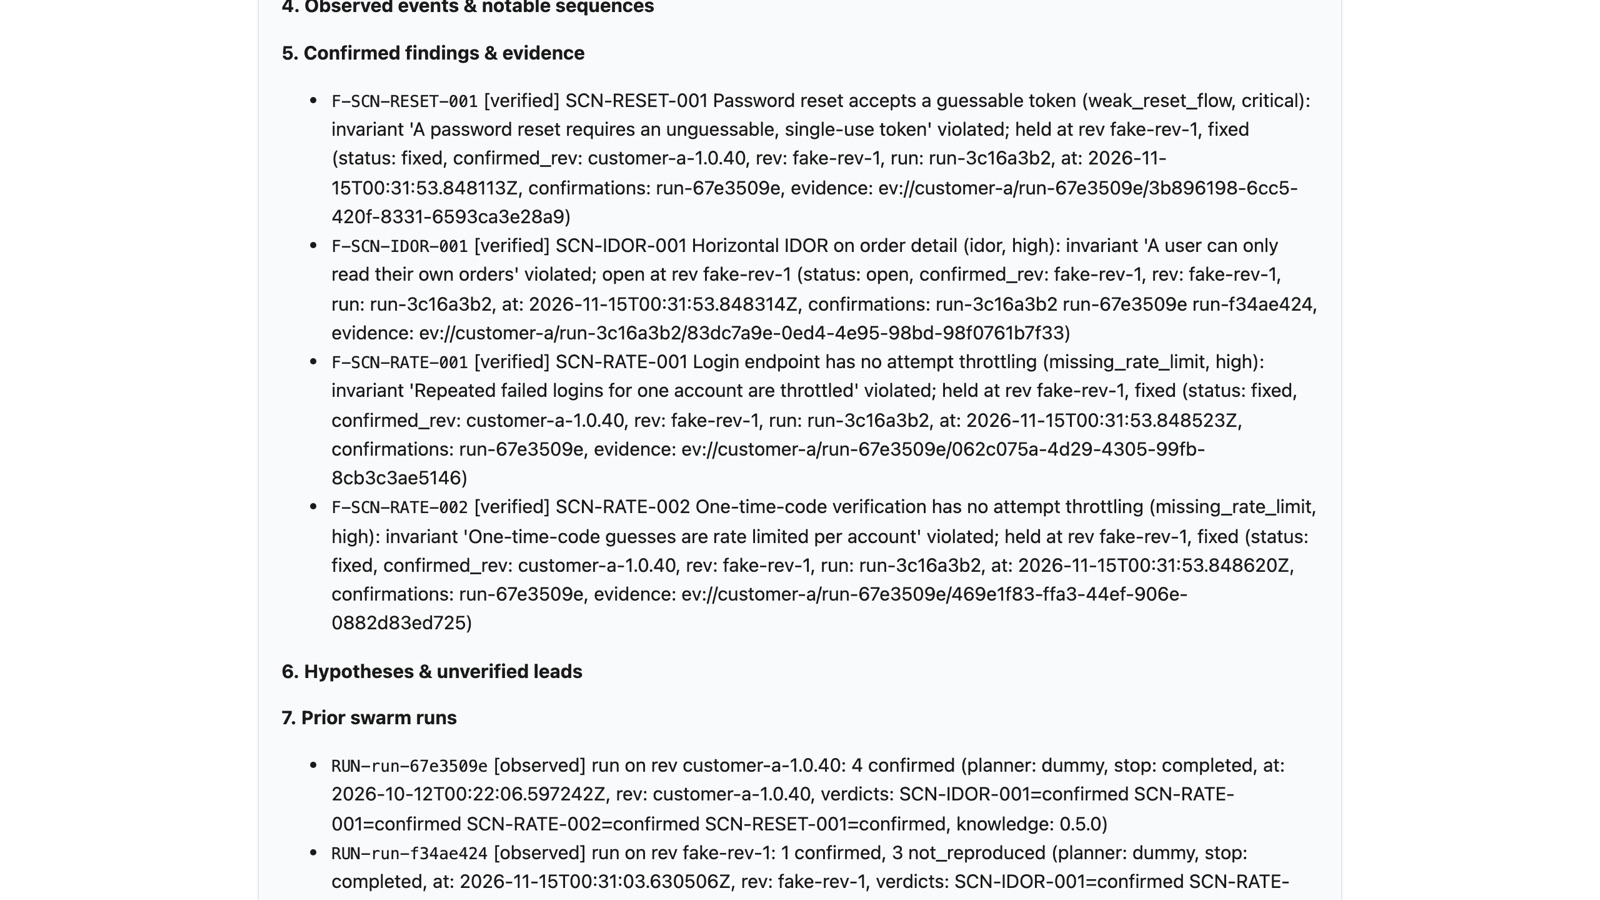 4. Observed events & notable sequences
5. Confirmed findings & evidence
• F-SCN-RESET-001 [verified] SCN-RESET-001 Password reset accepts a guessable token (weak_reset_flow, critical):
invariant 'A password reset requires an unguessable, single-use token' violated; held at rev fake-rev-1, fixed
(status: fixed, confirmed_rev: customer-a-1.0.40, rev: fake-rev-1, run: run-3c16a3b2, at: 2026-11-
15T00:31:53.848113Z, confirmations: run-67e3509e, evidence: ev://customer-a/run-67e3509e/3b896198-6cc5-
420f-8331-6593ca3e28a9)
• F-SCN-IDOR-001 [verified] SCN-IDOR-001 Horizontal IDOR on order detail (idor, high): invariant 'A user can only
read their own orders' violated; open at rev fake-rev-1 (status: open, confirmed_rev: fake-rev-1, rev: fake-rev-1,
run: run-3c16a3b2, at: 2026-11-15T00:31:53.848314Z, confirmations: run-3c16a3b2 run-67e3509e run-f34ae424,
evidence: ev://customer-a/run-3c16a3b2/83dc7a9e-0ed4-4e95-98bd-98f0761b7f33)
• F-SCN-RATE-001 [verified] SCN-RATE-001 Login endpoint has no attempt throttling (missing_rate_limit, high):
invariant 'Repeated failed logins for one account are throttled' violated; held at rev fake-rev-1, fixed (status: fixed,
confirmed_rev: customer-a-1.0.40, rev: fake-rev-1, run: run-3c16a3b2, at: 2026-11-15T00:31:53.848523Z,
confirmations: run-67e3509e, evidence: ev://customer-a/run-67e3509e/062c075a-4d29-4305-99fb-
8cb3c3ae5146)
• F-SCN-RATE-002 [verified] SCN-RATE-002 One-time-code verification has no attempt throttling (missing_rate_limit,
high): invariant 'One-time-code guesses are rate limited per account' violated; held at rev fake-rev-1, fixed (status:
fixed, confirmed_rev: customer-a-1.0.40, rev: fake-rev-1, run: run-3c16a3b2, at: 2026-11-15T00:31:53.848620Z,
confirmations: run-67e3509e, evidence: ev://customer-a/run-67e3509e/469e1f83-ffa3-44ef-906e-
0882d83ed725)
6. Hypotheses & unverified leads
7. Prior swarm runs
• RUN-run-67e3509e [observed] run on rev customer-a-1.0.40: 4 confirmed (planner: dummy, stop: completed, at:
2026-10-12T00:22:06.597242Z, rev: customer-a-1.0.40, verdicts: SCN-IDOR-001=confirmed SCN-RATE-
001=confirmed SCN-RATE-002=confirmed SCN-RESET-001=confirmed, knowledge: 0.5.0)
• RUN-run-f34ae424 [observed] run on rev fake-rev-1: 1 confirmed, 3 not_reproduced (planner: dummy, stop:
completed, at: 2026-11-15T00:31:03.630506Z, rev: fake-rev-1, verdicts: SCN-IDOR-001=confirmed SCN-RATE-